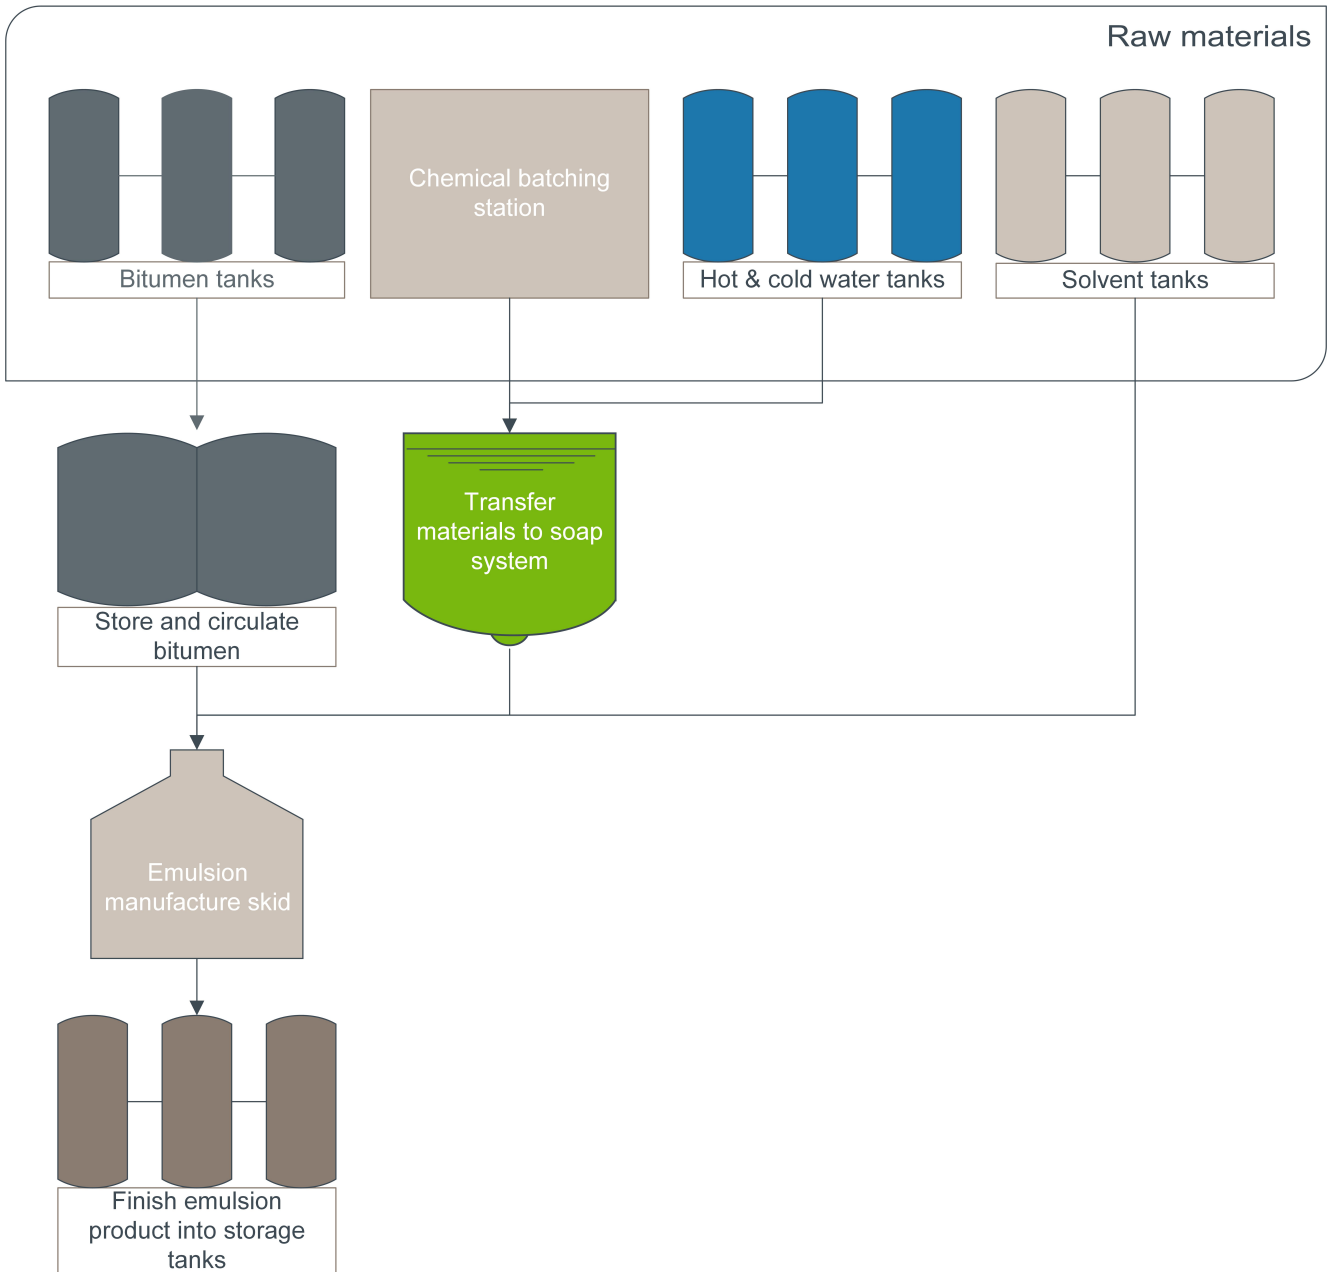 Raw materials
Chemical batching
station
Bitumen tanks
Hot & cold water tanks
Solvent tanks
Transfer
materials to soap
system
Store and circulate
bitumen
Emulsion
manufacture skid
Finish emulsion
product into storage
tanks